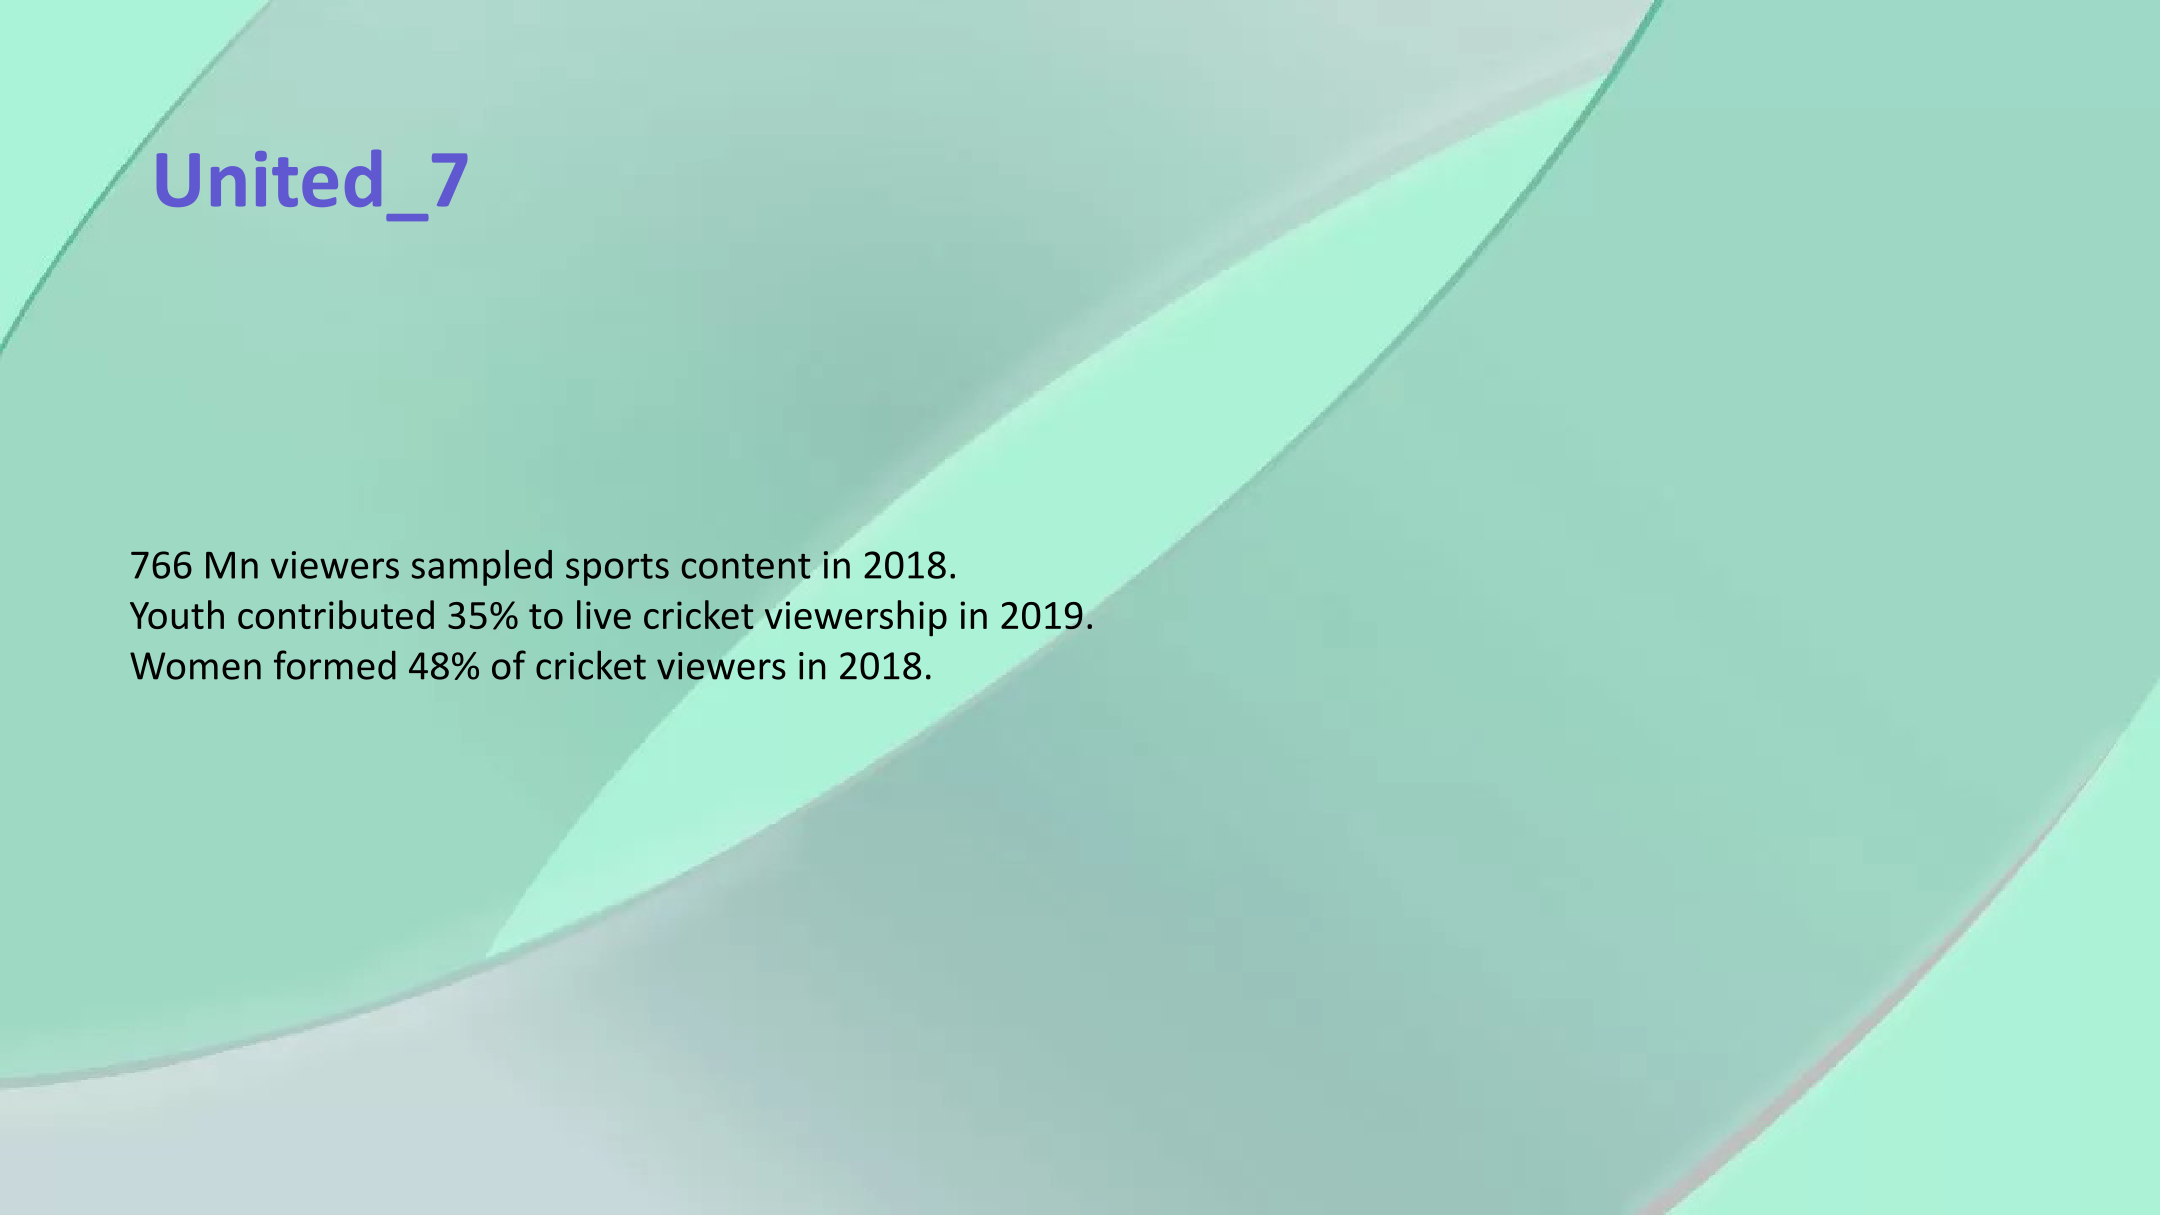 United_7
766 Mn viewers sampled sports content in 2018.
Youth contributed 35% to live cricket viewership in 2019.
Women formed 48% of cricket viewers in 2018.